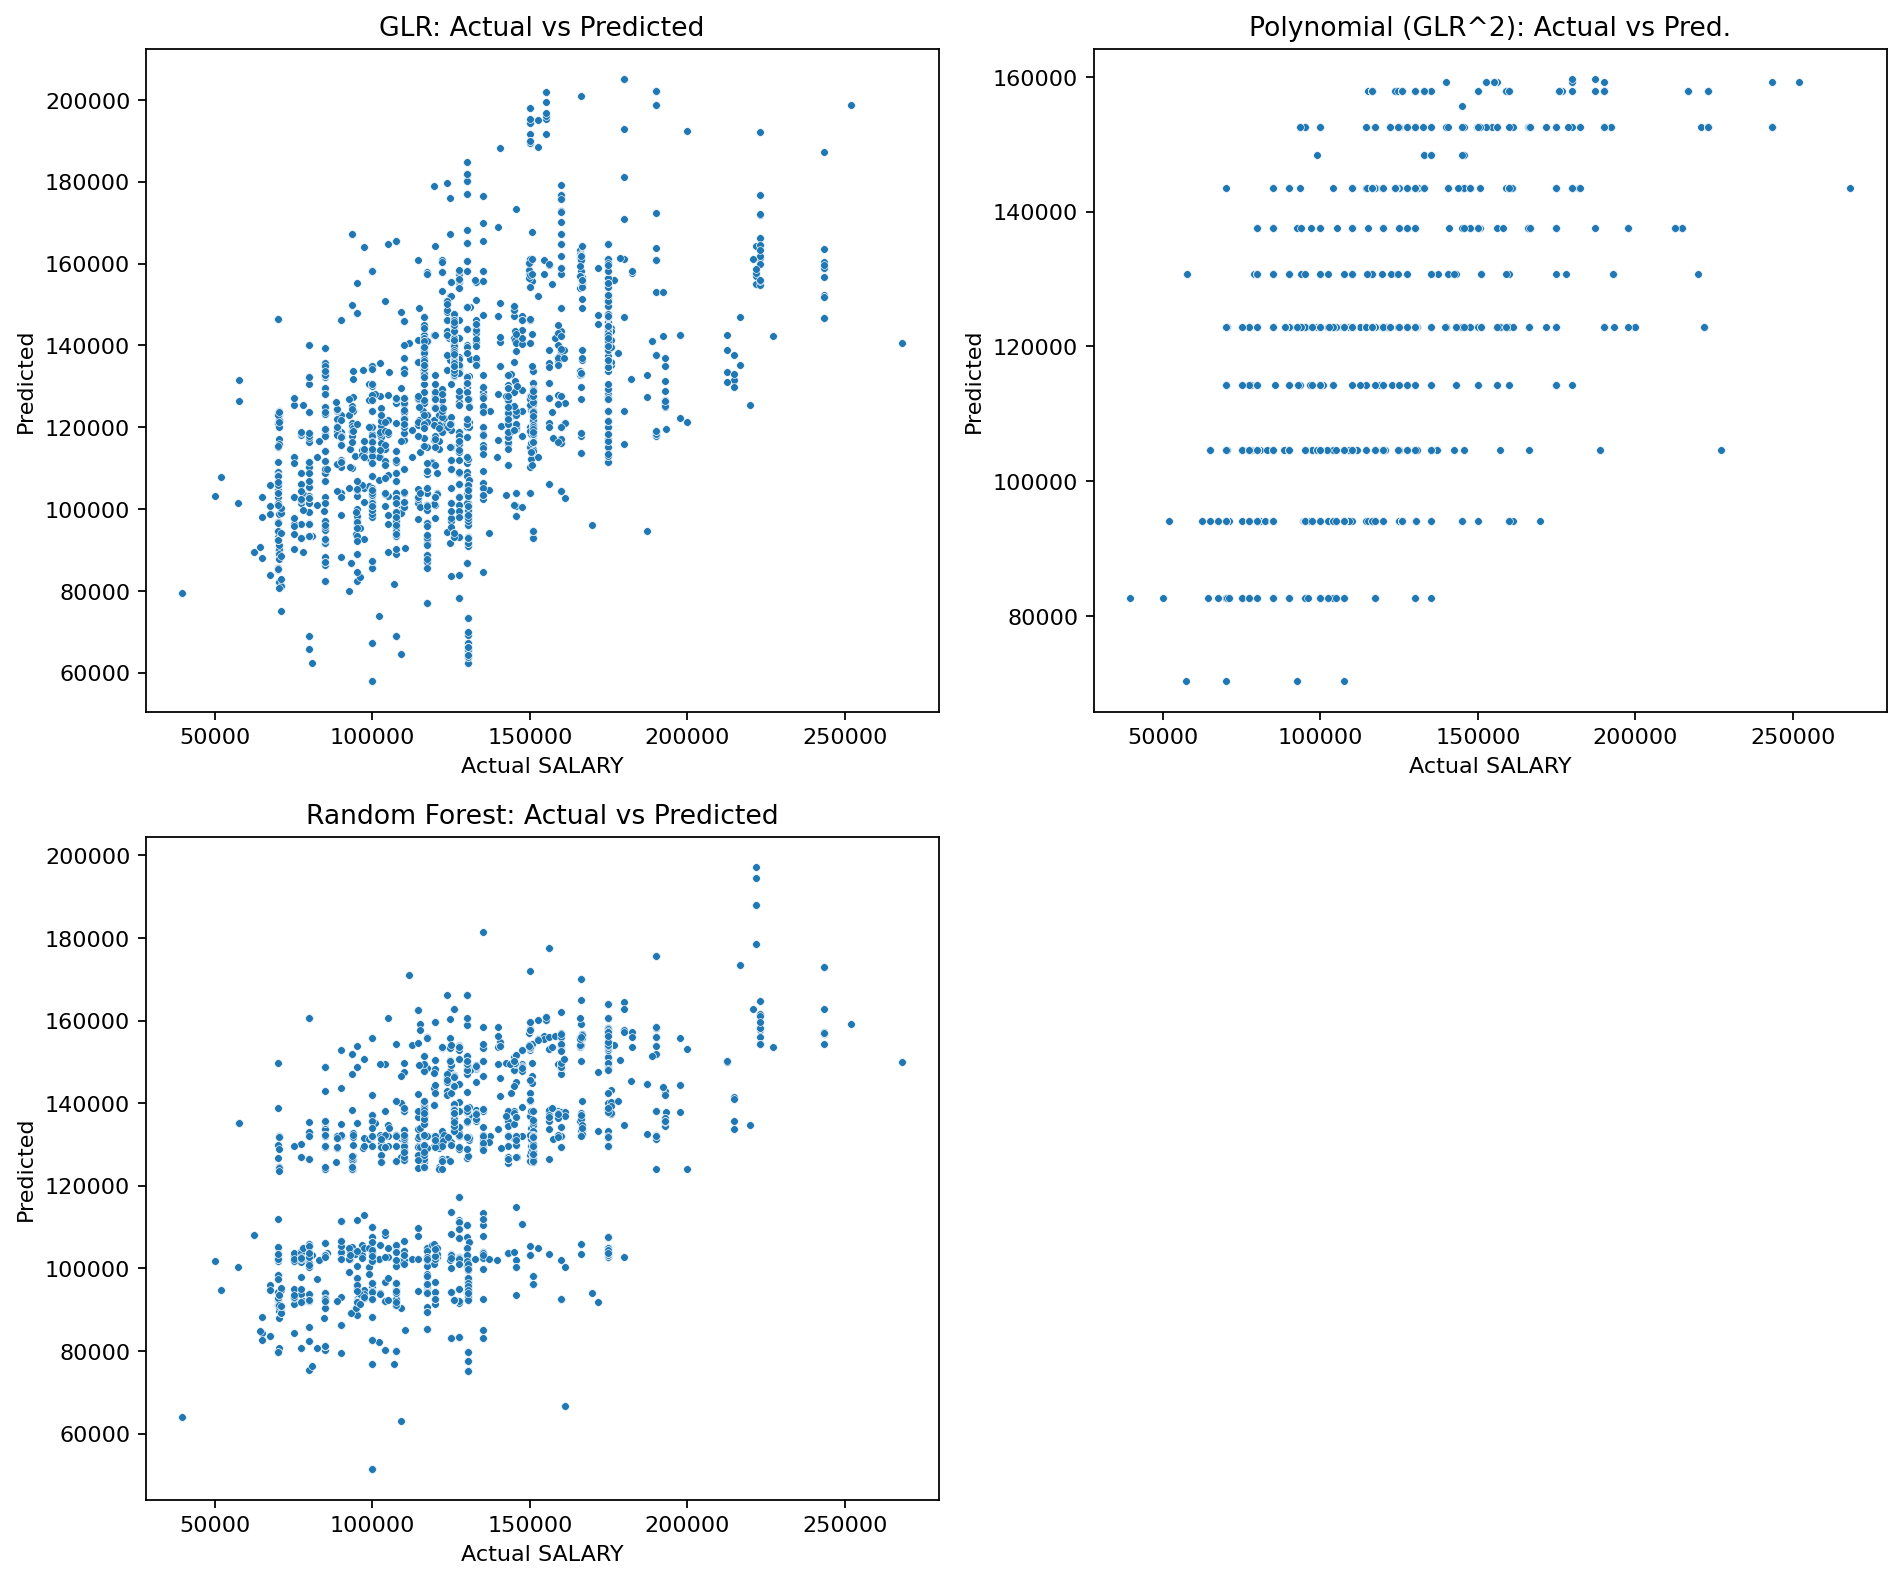 GLR: Actual vs Predicted
200000
180000
160000
140000
120000
100000
80000
60000
Predicted
50000 100000 150000 200000 250000
Actual SALARY
Polynomial (GLR^2): Actual vs Pred.
160000
140000
120000
100000
80000
Predicted
50000 100000 150000 200000 250000
Actual SALARY
Random Forest: Actual vs Predicted
200000
180000
160000
140000
120000
100000
80000
60000
Predicted
50000 100000 150000 200000 250000
Actual SALARY